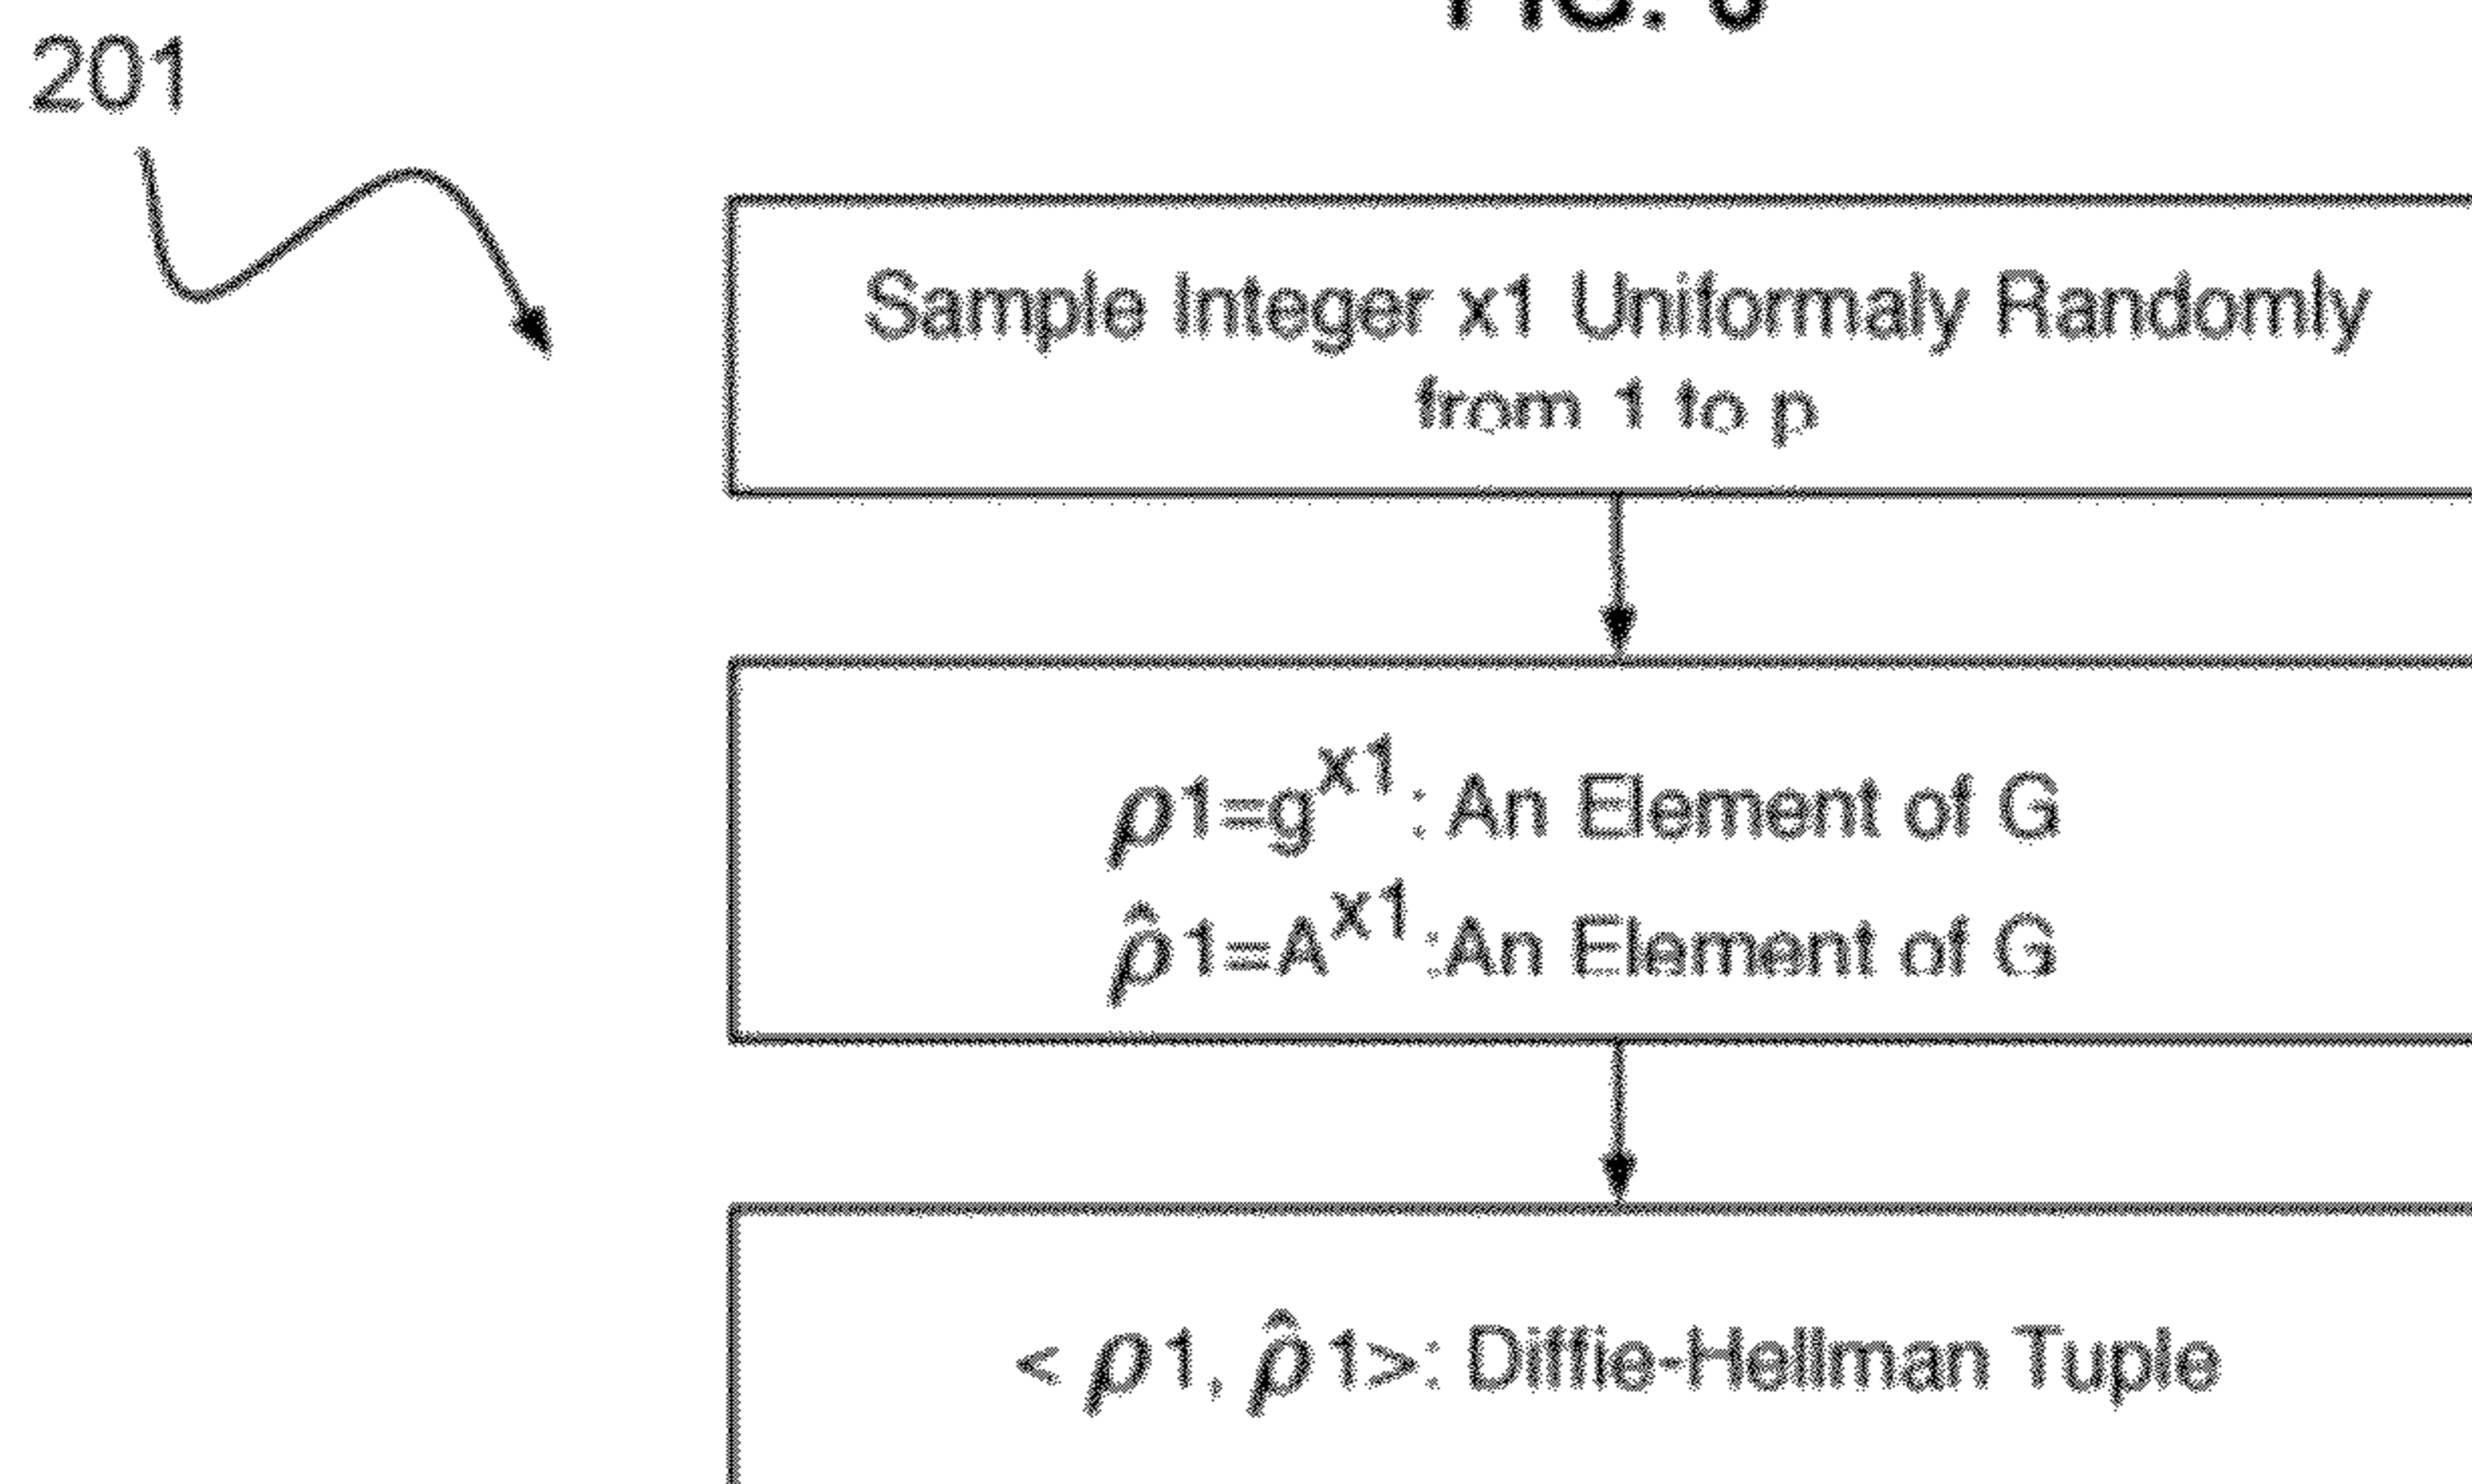 201
Sample Integer x1 Uniformaly Randomly
from 1 to p
ρ1=g^x1: An Element of G
ρ̂1=A^x1:An Element of G
< ρ1, ρ̂1>: Diffie-Hellman Tuple